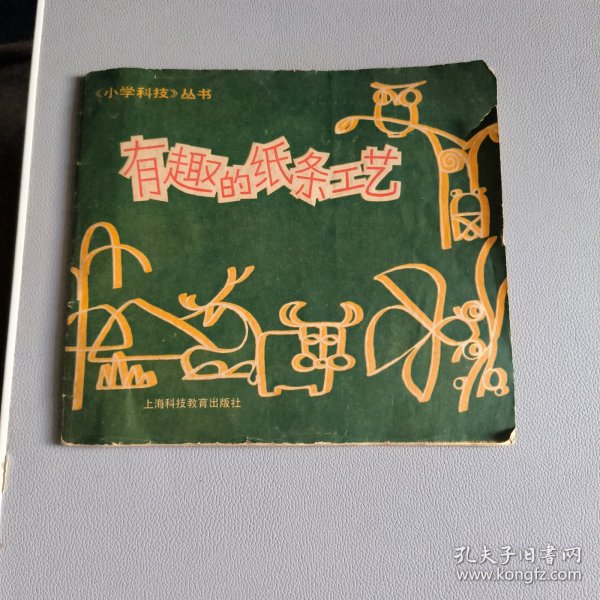 《小学科技》丛书
有趣的纸条工艺
上海科技教育出版社
孔夫子旧书网
www.kongfz.com